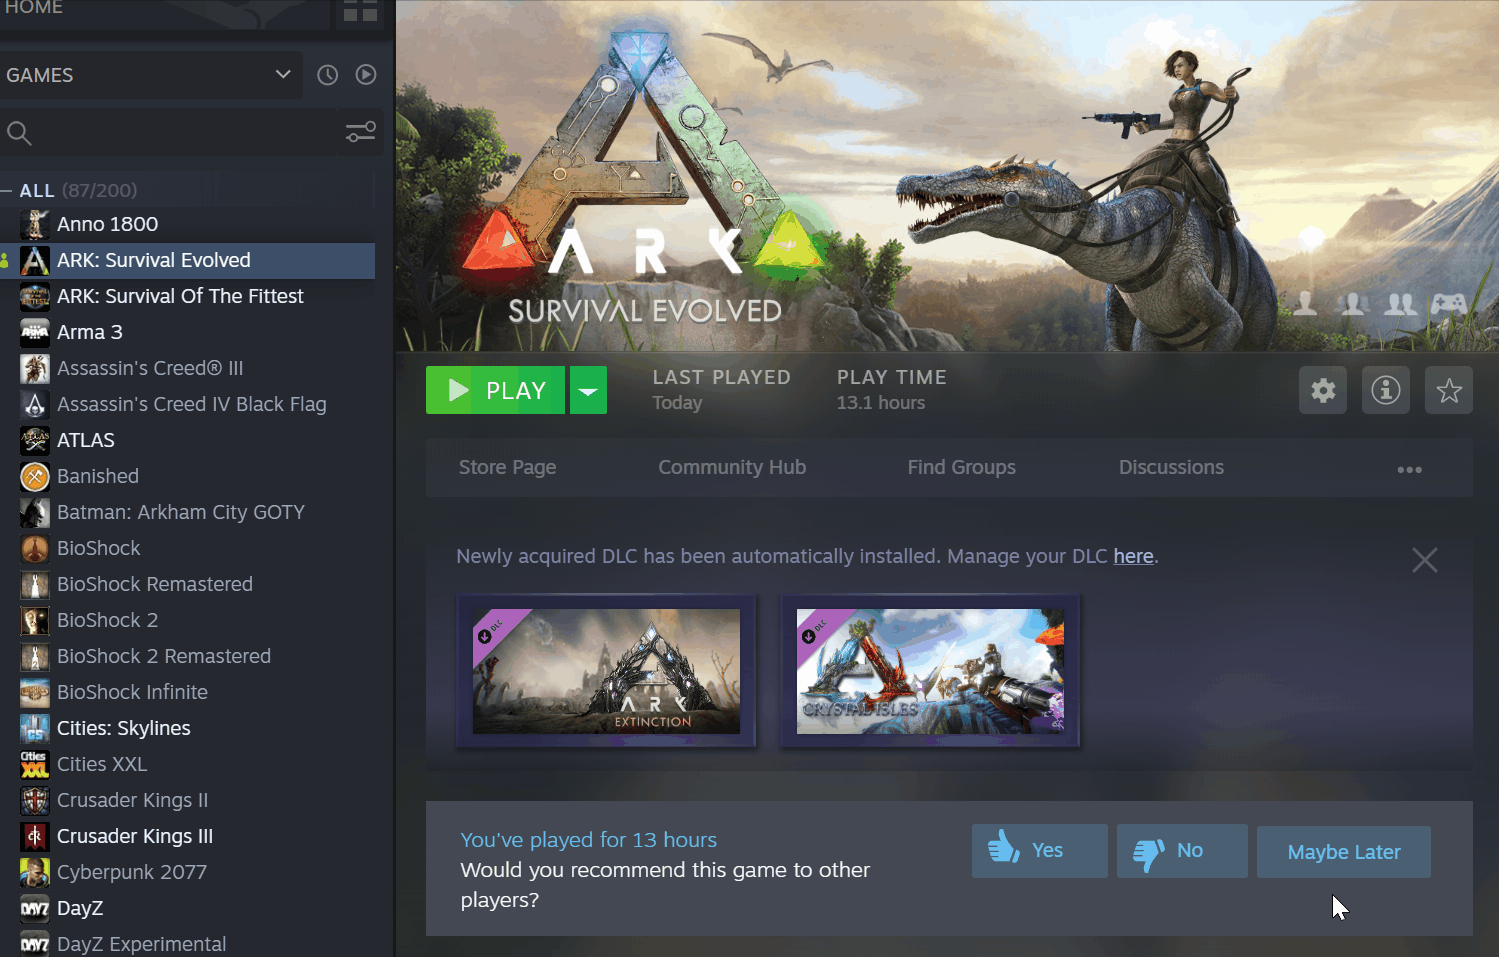 HOME
GAMES
ALL (87/200)
Anno 1800
ARK: Survival Evolved
ARK: Survival Of The Fittest
Arma 3
Assassin's Creed® III
Assassin's Creed IV Black Flag
ATLAS
Banished
Batman: Arkham City GOTY
BioShock
BioShock Remastered
BioShock 2
BioShock 2 Remastered
BioShock Infinite
Cities: Skylines
Cities XXL
Crusader Kings II
Crusader Kings III
Cyberpunk 2077
DayZ
DayZ Experimental
ARK
SURVIVAL EVOLVED
PLAY
LAST PLAYED
Today
PLAY TIME
13.1 hours
Store Page
Community Hub
Find Groups
Discussions
Newly acquired DLC has been automatically installed. Manage your DLC here.
DLC
ARK
EXTINCTION
DLC
CRYSTAL ISLES
You've played for 13 hours
Would you recommend this game to other
players?
Yes
No
Maybe Later